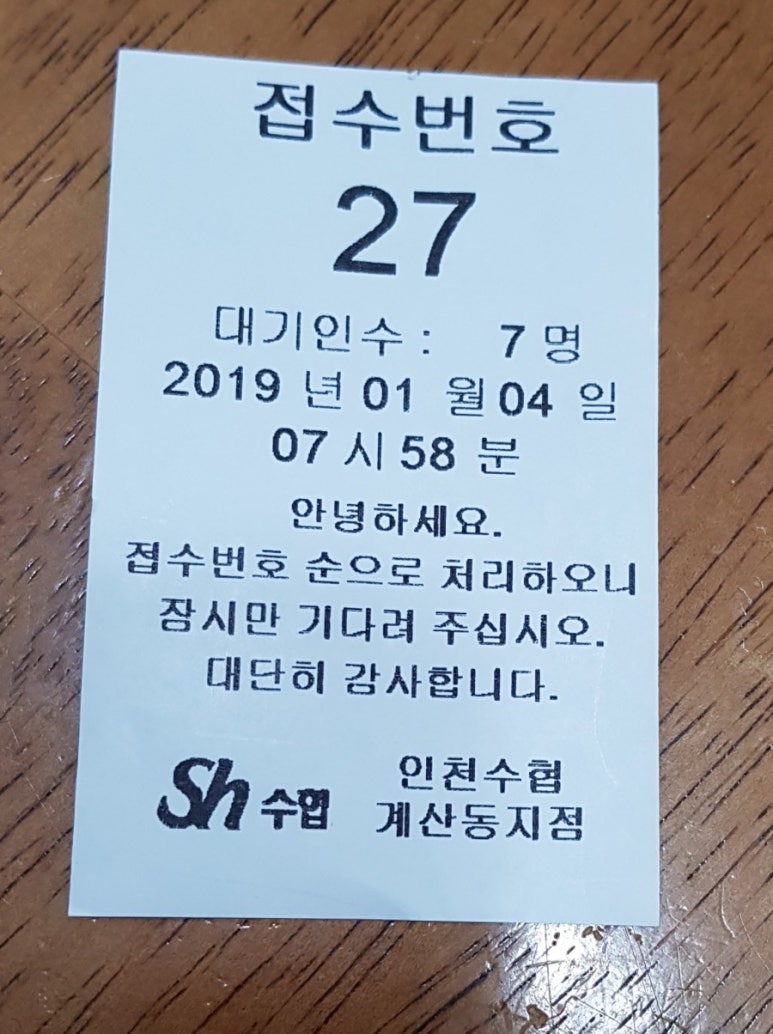 접수번호
27
대기인수 : 7 명
2019 년 01 월 04 일
07 시 58 분
안녕하세요.
접수번호 순으로 처리하오니
잠시만 기다려 주십시오.
대단히 감사합니다.
Sh 수협
인천수협
계산동지점